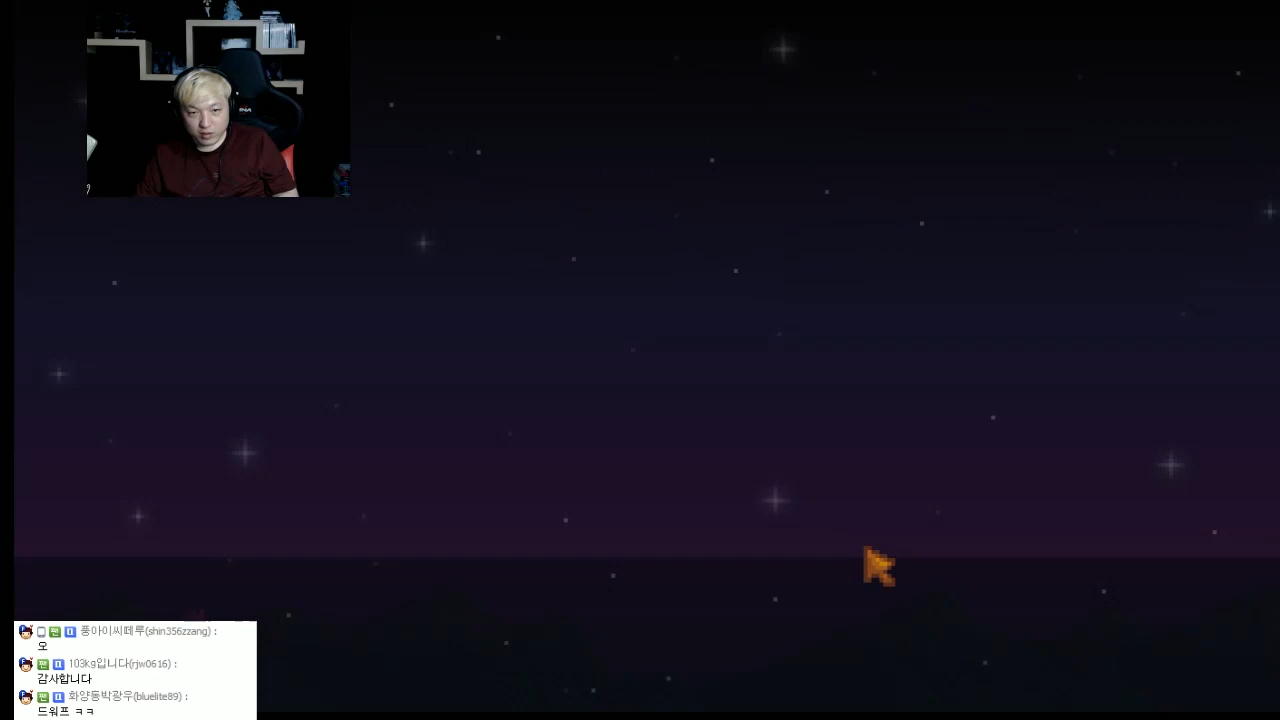 풍아이씨떼루(shin356zzang) :
오
103kg입니다(rjw0616) :
감사합니다
화양동박광우(bluelite89) :
드워프 ㅋㅋ